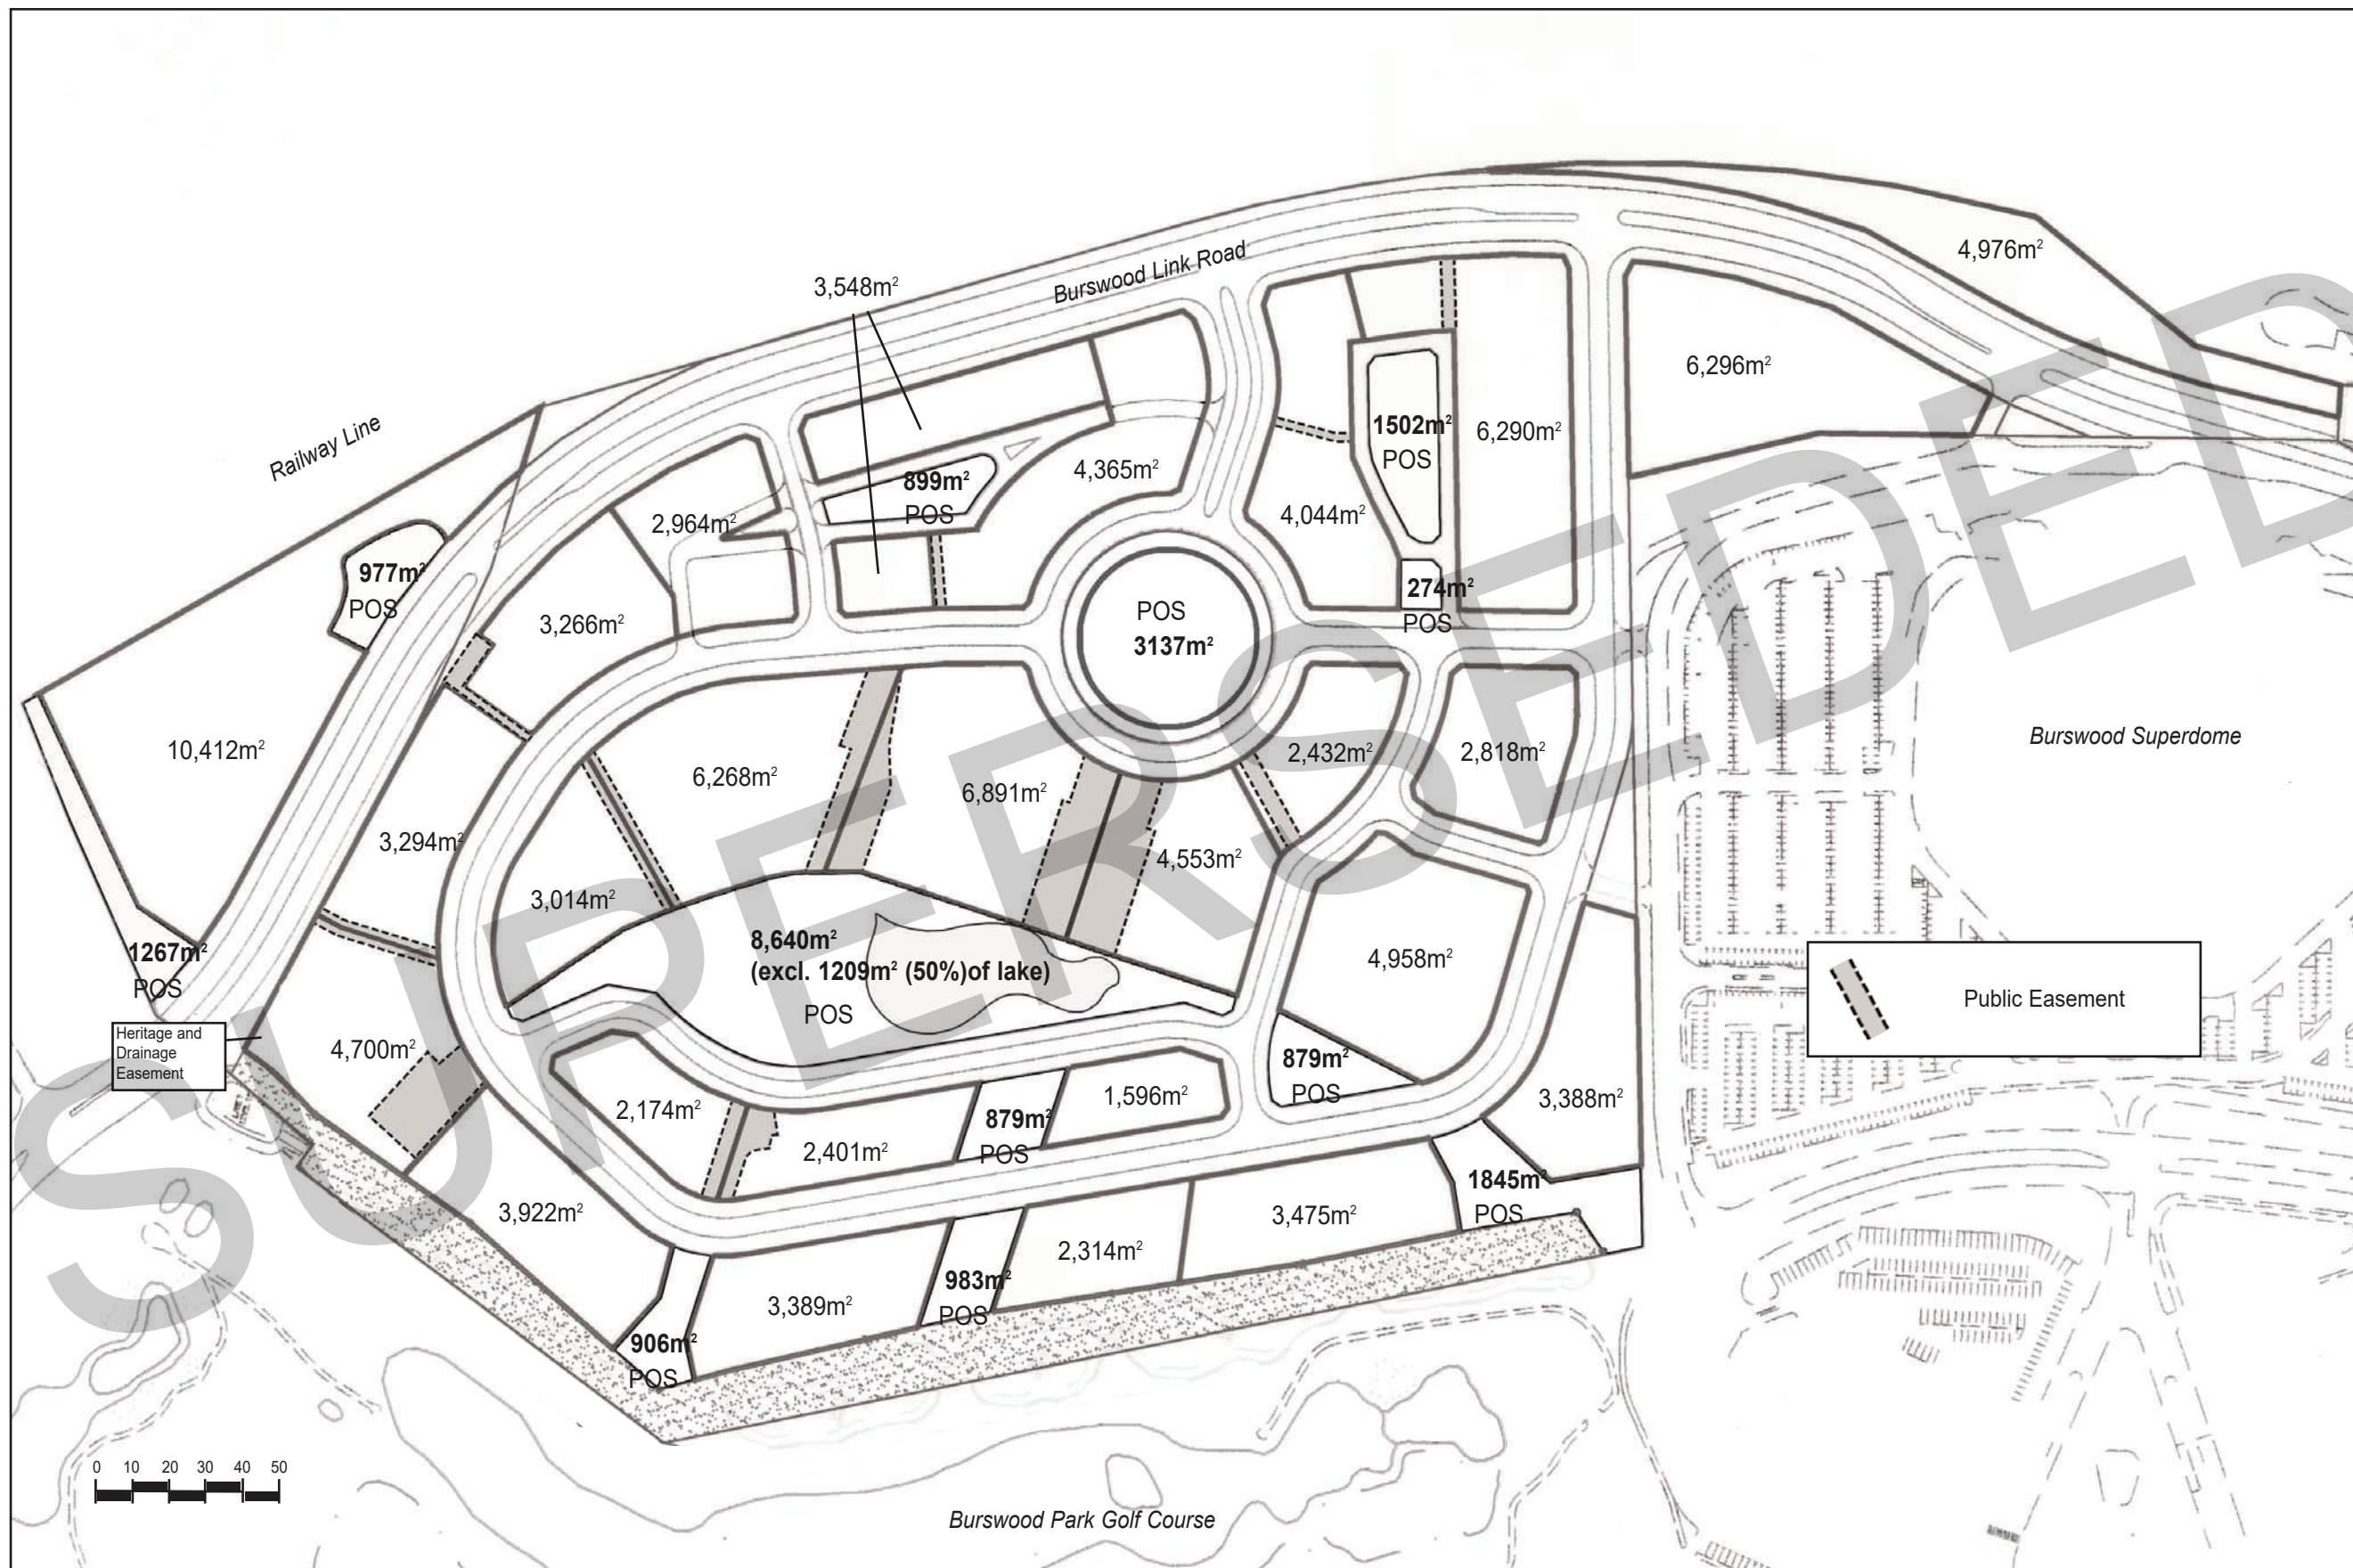 4,976m²
Burswood Link Road
3,548m²
6,296m²
Railway Line
1502m²
POS
6,290m²
4,365m²
899m²
POS
2,964m²
4,044m²
977m²
POS
274m²
POS
3,266m²
POS
3137m²
Burswood Superdome
10,412m²
6,268m²
6,891m²
2,432m²
2,818m²
3,294m²
4,553m²
3,014m²
1267m²
POS
8,640m²
(excl. 1209m² (50%)of lake)
POS
4,958m²
Public Easement
Heritage and
Drainage
Easement
4,700m²
879m²
POS
2,174m²
2,401m²
879m²
POS
1,596m²
3,388m²
3,922m²
1845m²
POS
3,475m²
2,314m²
983m²
POS
3,389m²
906m²
POS
0 10 20 30 40 50
Burswood Park Golf Course
SUPERSEDED